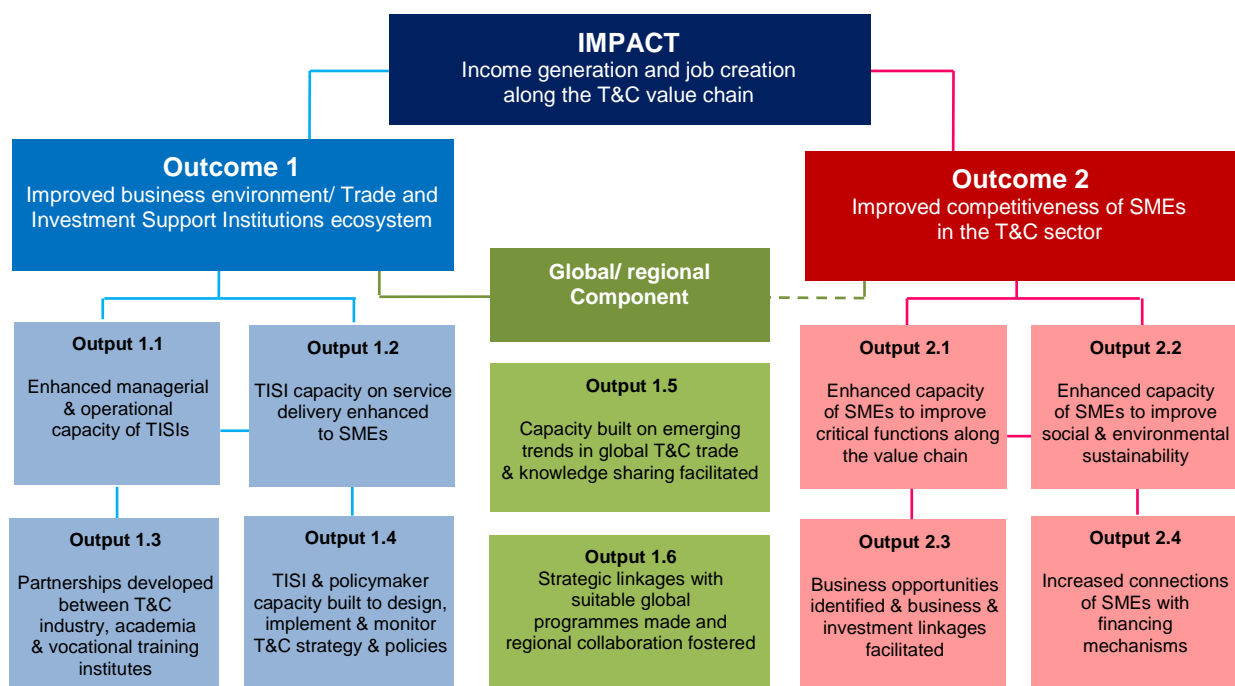 IMPACT
Income generation and job creation
along the T&C value chain
Outcome 1
Improved business environment/ Trade and
Investment Support Institutions ecosystem
Outcome 2
Improved competitiveness of SMEs
in the T&C sector
Global/ regional
Component
Output 1.1
Enhanced managerial
& operational
capacity of TISIs
Output 1.2
TISI capacity on service
delivery enhanced
to SMEs
Output 1.5
Capacity built on emerging
trends in global T&C trade
& knowledge sharing facilitated
Output 2.1
Enhanced capacity
of SMEs to improve
critical functions along
the value chain
Output 2.2
Enhanced capacity
of SMEs to improve
social & environmental
sustainability
Output 1.3
Partnerships developed
between T&C
industry, academia
& vocational training
institutes
Output 1.4
TISI & policymaker
capacity built to design,
implement & monitor
T&C strategy & policies
Output 1.6
Strategic linkages with
suitable global
programmes made and
regional collaboration fostered
Output 2.3
Business opportunities
identified & business &
investment linkages
facilitated
Output 2.4
Increased connections
of SMEs with
financing
mechanisms